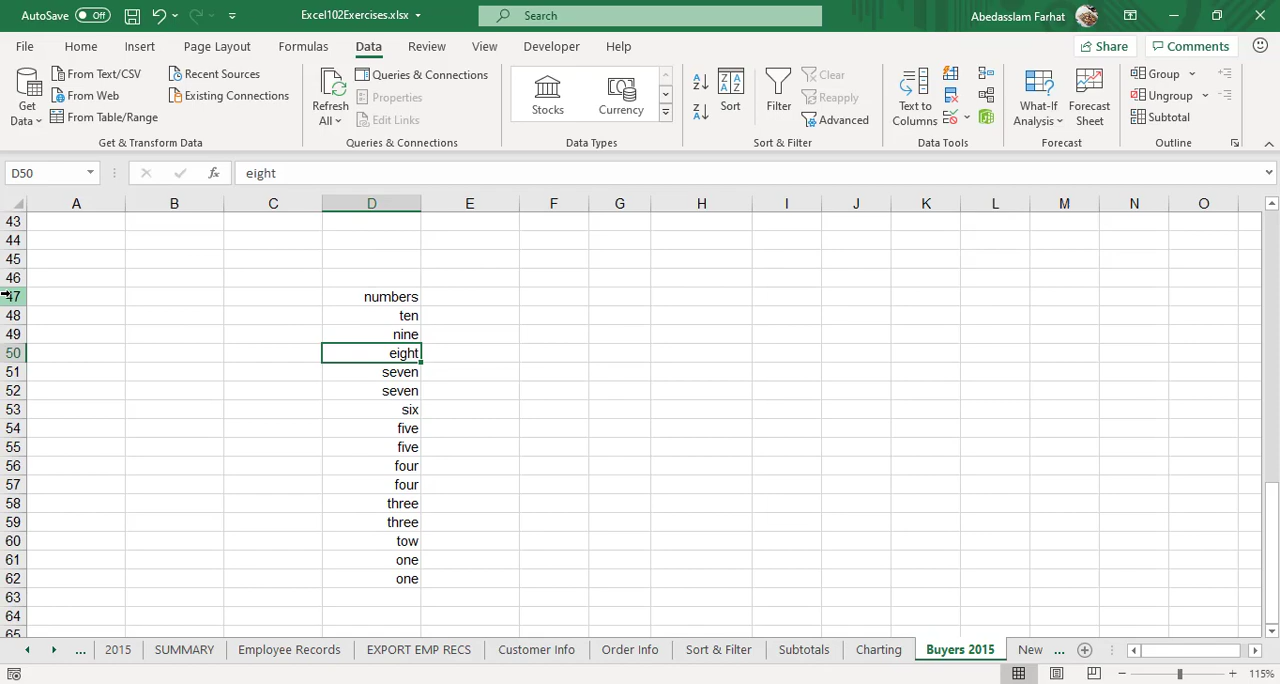 AutoSave Off Excel102Exercises.xlsx Search Abedasslam Farhat
File Home Insert Page Layout Formulas Data Review View Developer Help Share Comments
Get Data From Text/CSV From Web From Table/Range Recent Sources Existing Connections
Refresh All Queries & Connections Properties Edit Links
Stocks Currency
Sort Filter Clear Reapply Advanced
Text to Columns
What-If Analysis Forecast Sheet
Group Ungroup Subtotal
Get & Transform Data Queries & Connections Data Types Sort & Filter Data Tools Forecast Outline
D50 fx eight
A B C D E F G H I J K L M N O
43
44
45
46
47 numbers
48 ten
49 nine
50 eight
51 seven
52 seven
53 six
54 five
55 five
56 four
57 four
58 three
59 three
60 tow
61 one
62 one
63
64
65
... 2015 SUMMARY Employee Records EXPORT EMP RECS Customer Info Order Info Sort & Filter Subtotals Charting Buyers 2015 New ...
115%